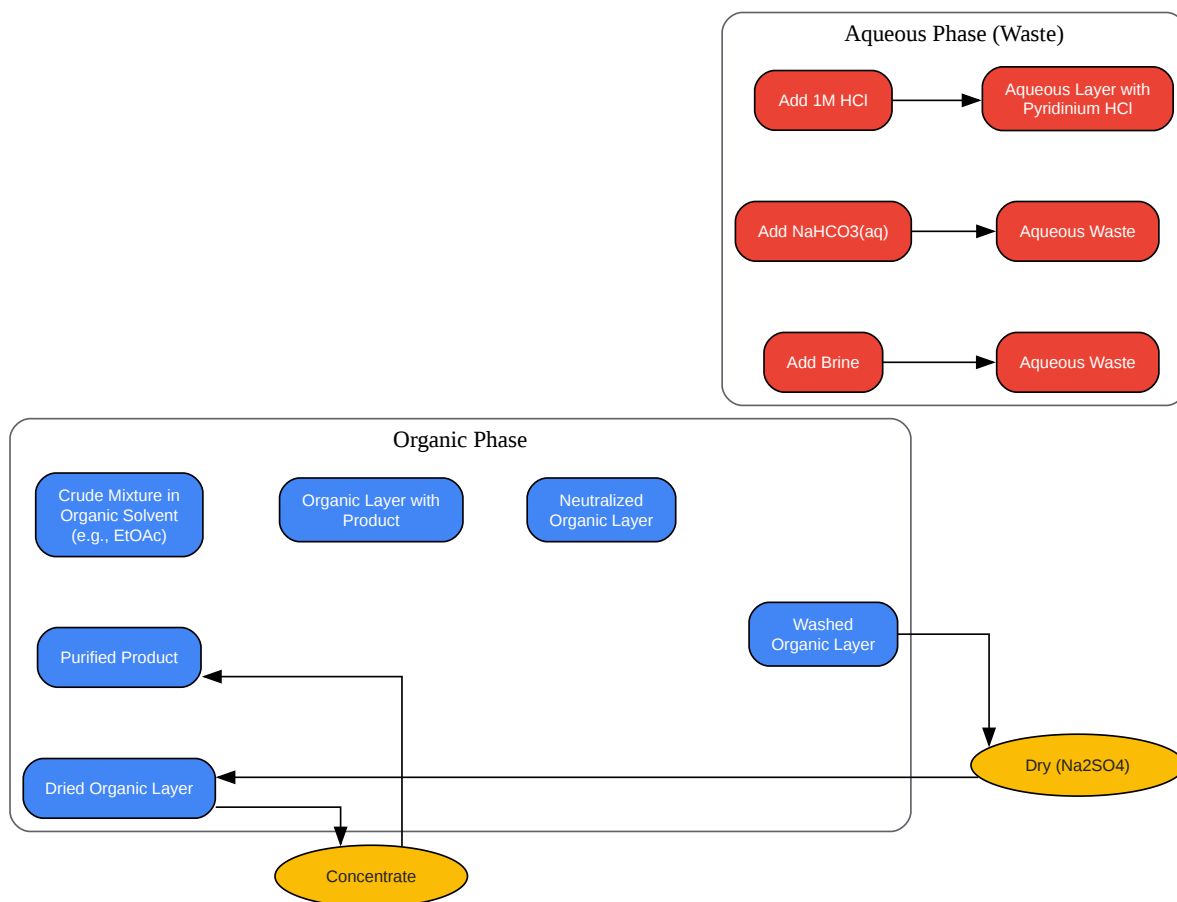 Aqueous Phase (Waste)
Add 1M HCl
Aqueous Layer with
Pyridinium HCl
Add NaHCO3(aq)
Aqueous Waste
Add Brine
Aqueous Waste
Organic Phase
Crude Mixture in
Organic Solvent
(e.g., EtOAc)
Organic Layer with
Product
Neutralized
Organic Layer
Purified Product
Washed
Organic Layer
Dried Organic Layer
Dry (Na2SO4)
Concentrate